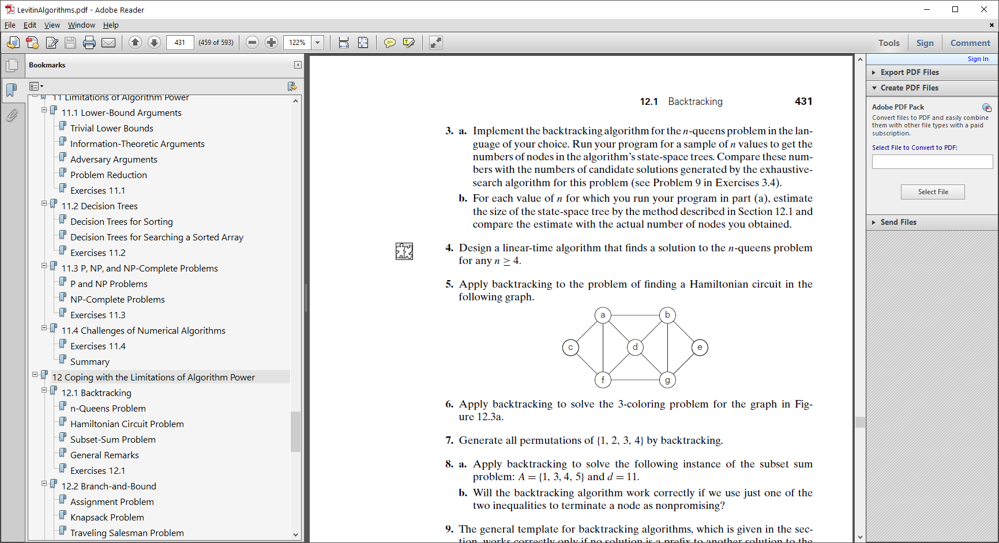 LevitinAlgorithms.pdf - Adobe Reader
File Edit View Window Help
431 (459 of 593) 122% Tools Sign Comment
Bookmarks
11 Limitations of Algorithm Power
11.1 Lower-Bound Arguments
Trivial Lower Bounds
Information-Theoretic Arguments
Adversary Arguments
Problem Reduction
Exercises 11.1
11.2 Decision Trees
Decision Trees for Sorting
Decision Trees for Searching a Sorted Array
Exercises 11.2
11.3 P, NP, and NP-Complete Problems
P and NP Problems
NP-Complete Problems
Exercises 11.3
11.4 Challenges of Numerical Algorithms
Exercises 11.4
Summary
12 Coping with the Limitations of Algorithm Power
12.1 Backtracking
n-Queens Problem
Hamiltonian Circuit Problem
Subset-Sum Problem
General Remarks
Exercises 12.1
12.2 Branch-and-Bound
Assignment Problem
Knapsack Problem
Traveling Salesman Problem
12.1 Backtracking 431
3. a. Implement the backtracking algorithm for the n-queens problem in the lan-
guage of your choice. Run your program for a sample of n values to get the
numbers of nodes in the algorithm's state-space trees. Compare these num-
bers with the numbers of candidate solutions generated by the exhaustive-
search algorithm for this problem (see Problem 9 in Exercises 3.4).
b. For each value of n for which you run your program in part (a), estimate
the size of the state-space tree by the method described in Section 12.1 and
compare the estimate with the actual number of nodes you obtained.
4. Design a linear-time algorithm that finds a solution to the n-queens problem
for any n ≥ 4.
5. Apply backtracking to the problem of finding a Hamiltonian circuit in the
following graph.
a b
c d e
f g
6. Apply backtracking to solve the 3-coloring problem for the graph in Fig-
ure 12.3a.
7. Generate all permutations of {1, 2, 3, 4} by backtracking.
8. a. Apply backtracking to solve the following instance of the subset sum
problem: A = {1, 3, 4, 5} and d = 11.
b. Will the backtracking algorithm work correctly if we use just one of the
two inequalities to terminate a node as nonpromising?
9. The general template for backtracking algorithms, which is given in the sec-
tion, works correctly only if no solution is a prefix to another solution to the
Sign In
Export PDF Files
Create PDF Files
Adobe PDF Pack
Convert files to PDF and easily combine
them with other file types with a paid
subscription.
Select File to Convert to PDF:
Select File
Send Files